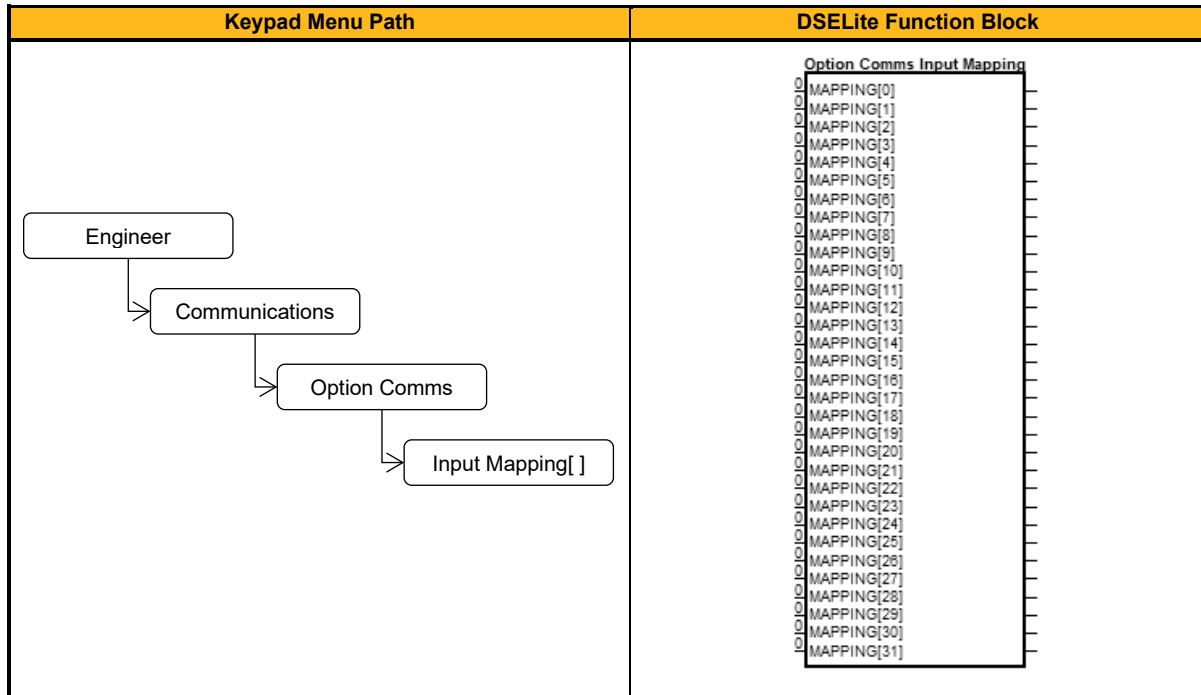 Keypad Menu Path
DSELite Function Block
Engineer
Communications
Option Comms
Input Mapping[ ]
Option Comms Input Mapping
0 MAPPING[0]
0 MAPPING[1]
0 MAPPING[2]
0 MAPPING[3]
0 MAPPING[4]
0 MAPPING[5]
0 MAPPING[6]
0 MAPPING[7]
0 MAPPING[8]
0 MAPPING[9]
0 MAPPING[10]
0 MAPPING[11]
0 MAPPING[12]
0 MAPPING[13]
0 MAPPING[14]
0 MAPPING[15]
0 MAPPING[16]
0 MAPPING[17]
0 MAPPING[18]
0 MAPPING[19]
0 MAPPING[20]
0 MAPPING[21]
0 MAPPING[22]
0 MAPPING[23]
0 MAPPING[24]
0 MAPPING[25]
0 MAPPING[26]
0 MAPPING[27]
0 MAPPING[28]
0 MAPPING[29]
0 MAPPING[30]
0 MAPPING[31]